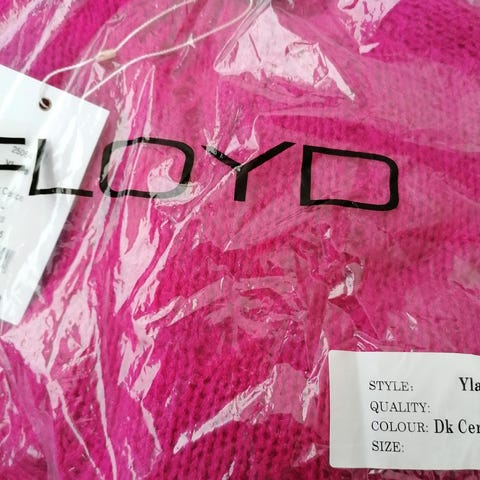 FLOYD
STYLE: Yla
QUALITY:
COLOUR: Dk Cer
SIZE: